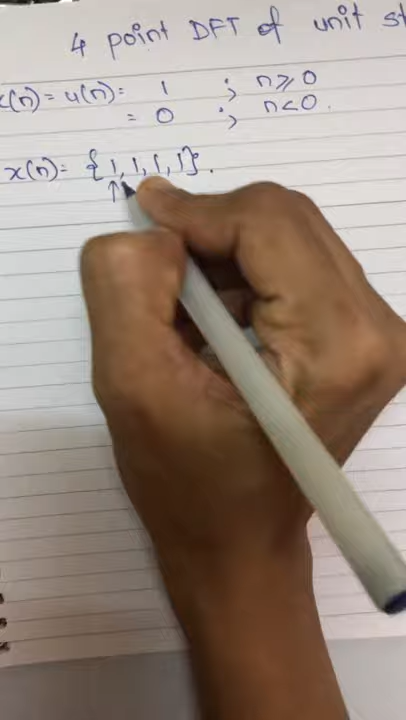 4 point DFT of unit st
x(n) = u(n) = 1 ; n ≥ 0
= 0 ; n < 0.
x(n) = {1, 1, 1, 1}.
↑